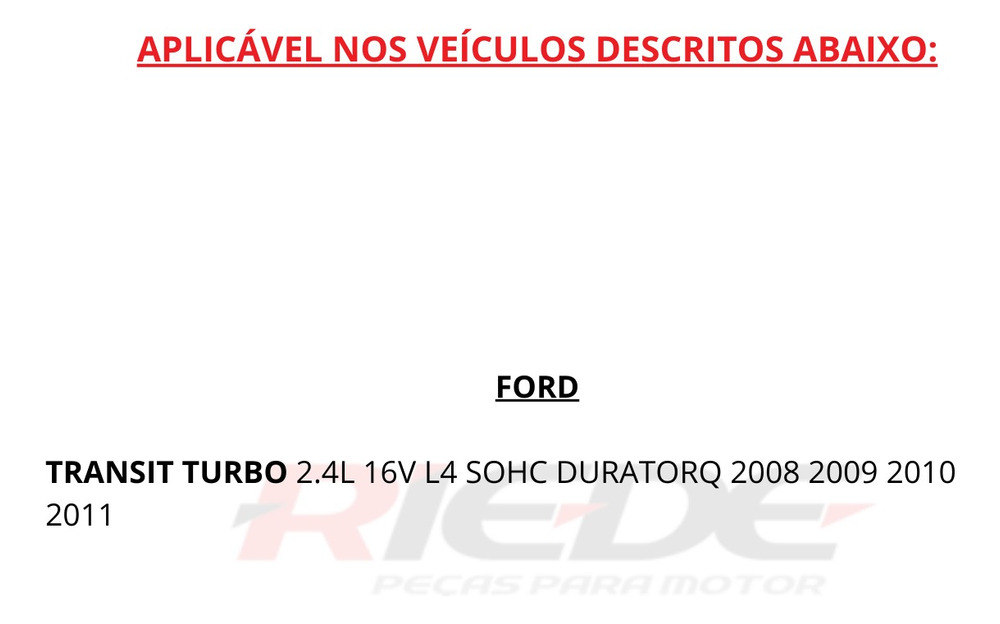 APLICÁVEL NOS VEÍCULOS DESCRITOS ABAIXO:
FORD
TRANSIT TURBO 2.4L 16V L4 SOHC DURATORQ 2008 2009 2010
2011
RIEDE
PEÇAS PARA MOTOR